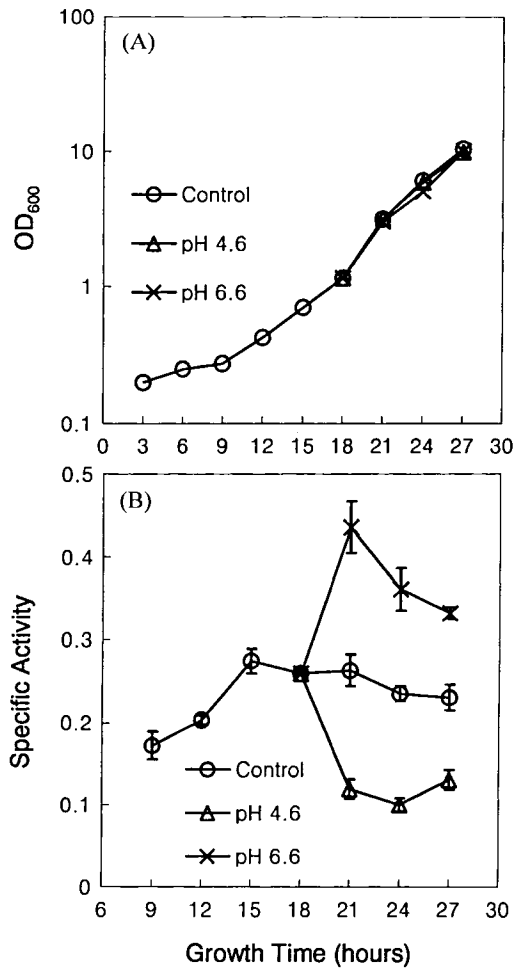 (A)
100
10
1
0.1
OD600
Control
pH 4.6
pH 6.6
0 3 6 9 12 15 18 21 24 27 30
(B)
0.5
0.4
0.3
0.2
0.1
0
Specific Activity
Control
pH 4.6
pH 6.6
6 9 12 15 18 21 24 27 30
Growth Time (hours)